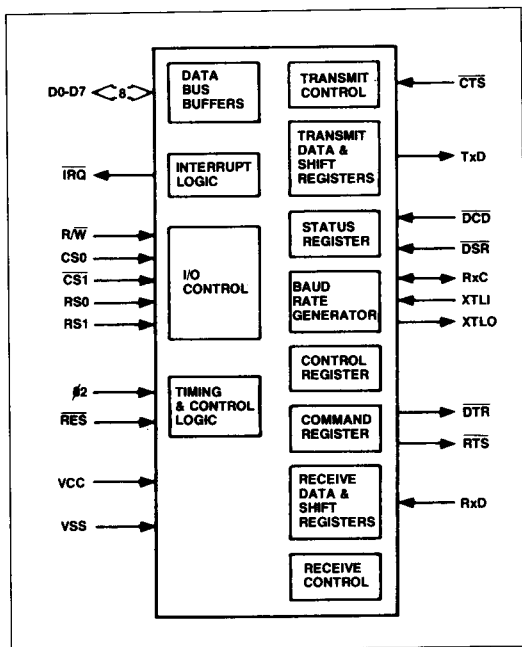 D0-D7
8
IRQ
R/W
CS0
CS1
RS0
RS1
ø2
RES
VCC
VSS
DATA
BUS
BUFFERS
INTERRUPT
LOGIC
I/O
CONTROL
TIMING
& CONTROL
LOGIC
TRANSMIT
CONTROL
TRANSMIT
DATA &
SHIFT
REGISTERS
STATUS
REGISTER
BAUD
RATE
GENERATOR
CONTROL
REGISTER
COMMAND
REGISTER
RECEIVE
DATA &
SHIFT
REGISTERS
RECEIVE
CONTROL
CTS
TxD
DCD
DSR
RxC
XTLI
XTLO
DTR
RTS
RxD